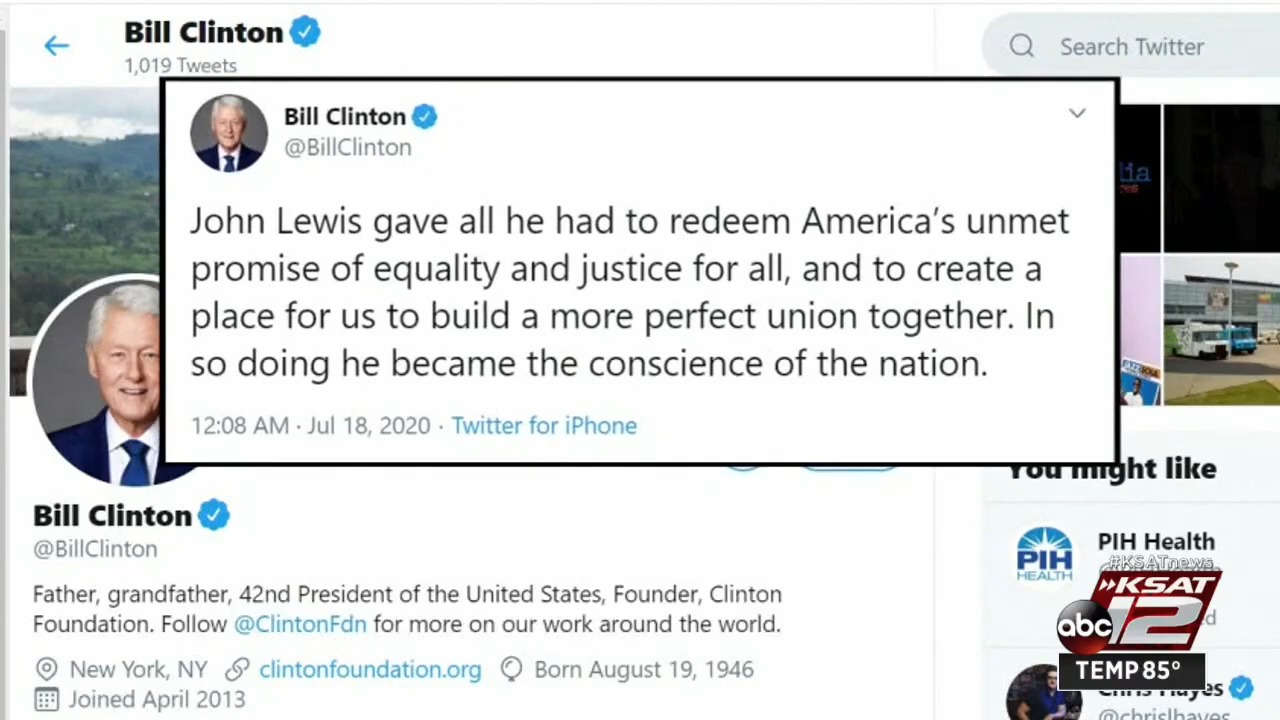 Bill Clinton
1,019 Tweets
Search Twitter
Bill Clinton
@BillClinton
John Lewis gave all he had to redeem America's unmet
promise of equality and justice for all, and to create a
place for us to build a more perfect union together. In
so doing he became the conscience of the nation.
12:08 AM · Jul 18, 2020 · Twitter for iPhone
You might like
Bill Clinton
@BillClinton
Father, grandfather, 42nd President of the United States, Founder, Clinton
Foundation. Follow @ClintonFdn for more on our work around the world.
New York, NY clintonfoundation.org Born August 19, 1946
Joined April 2013
PIH HEALTH
PIH Health
#KSATnews
KSAT
abc 12
TEMP 85°
Chris Hayes
@chrislhayes